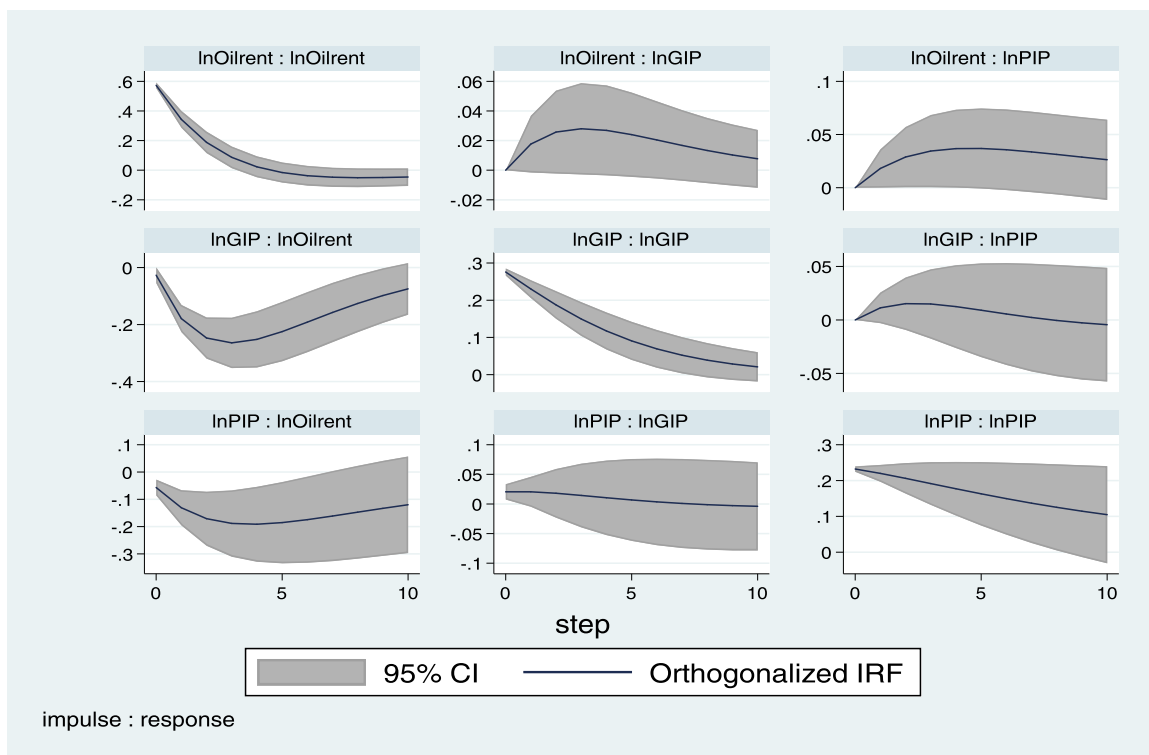 lnOilrent : lnOilrent
lnOilrent : lnGIP
lnOilrent : lnPIP
.6
.4
.2
0
-.2
.06
.04
.02
0
-.02
.1
.05
0
lnGIP : lnOilrent
lnGIP : lnGIP
lnGIP : lnPIP
0
-.2
-.4
.3
.2
.1
0
.05
0
-.05
lnPIP : lnOilrent
lnPIP : lnGIP
lnPIP : lnPIP
.1
0
-.1
-.2
-.3
.1
.05
0
-.05
-.1
.3
.2
.1
0
0 5 10
0 5 10
0 5 10
step
95% CI
Orthogonalized IRF
impulse : response